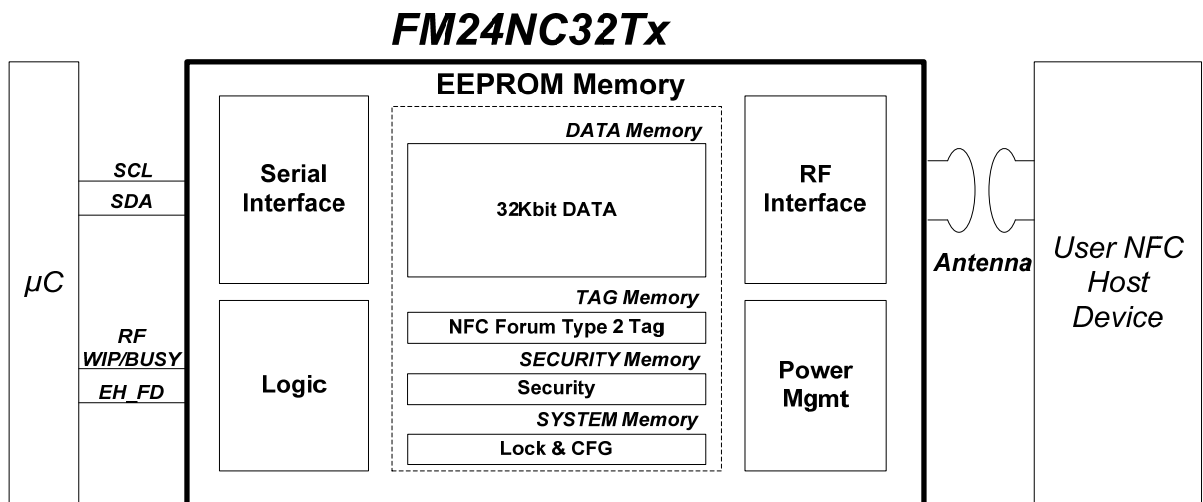 FM24NC32Tx
EEPROM Memory
µC
SCL
SDA
RF
WIP/BUSY
EH_FD
Serial
Interface
Logic
DATA Memory
32Kbit DATA
TAG Memory
NFC Forum Type 2 Tag
SECURITY Memory
Security
SYSTEM Memory
Lock & CFG
RF
Interface
Power
Mgmt
Antenna
User NFC
Host
Device